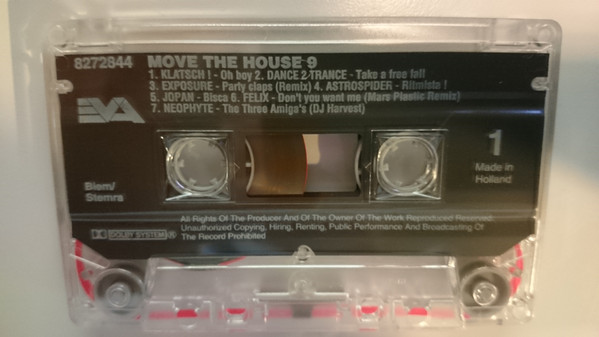 8272844 MOVE THE HOUSE 9
1. KLATSCH ! - Oh boy 2. DANCE 2 TRANCE - Take a free fall
3. EXPOSURE - Party claps (Remix) 4. ASTROSPIDER - Ritmista !
5. JOPAN - Bisca 6. FELIX - Don't you want me (Mars Plastic Remix)
7. NEOPHYTE - The Three Amiga's (DJ Harvest)
EVA
1
Made in
Holland
Biem/
Stemra
All Rights Of The Producer And Of The Owner Of The Work Reproduced Reserved.
Unauthorized Copying, Hiring, Renting, Public Performance And Broadcasting Of
The Record Prohibited
DOLBY SYSTEM ®